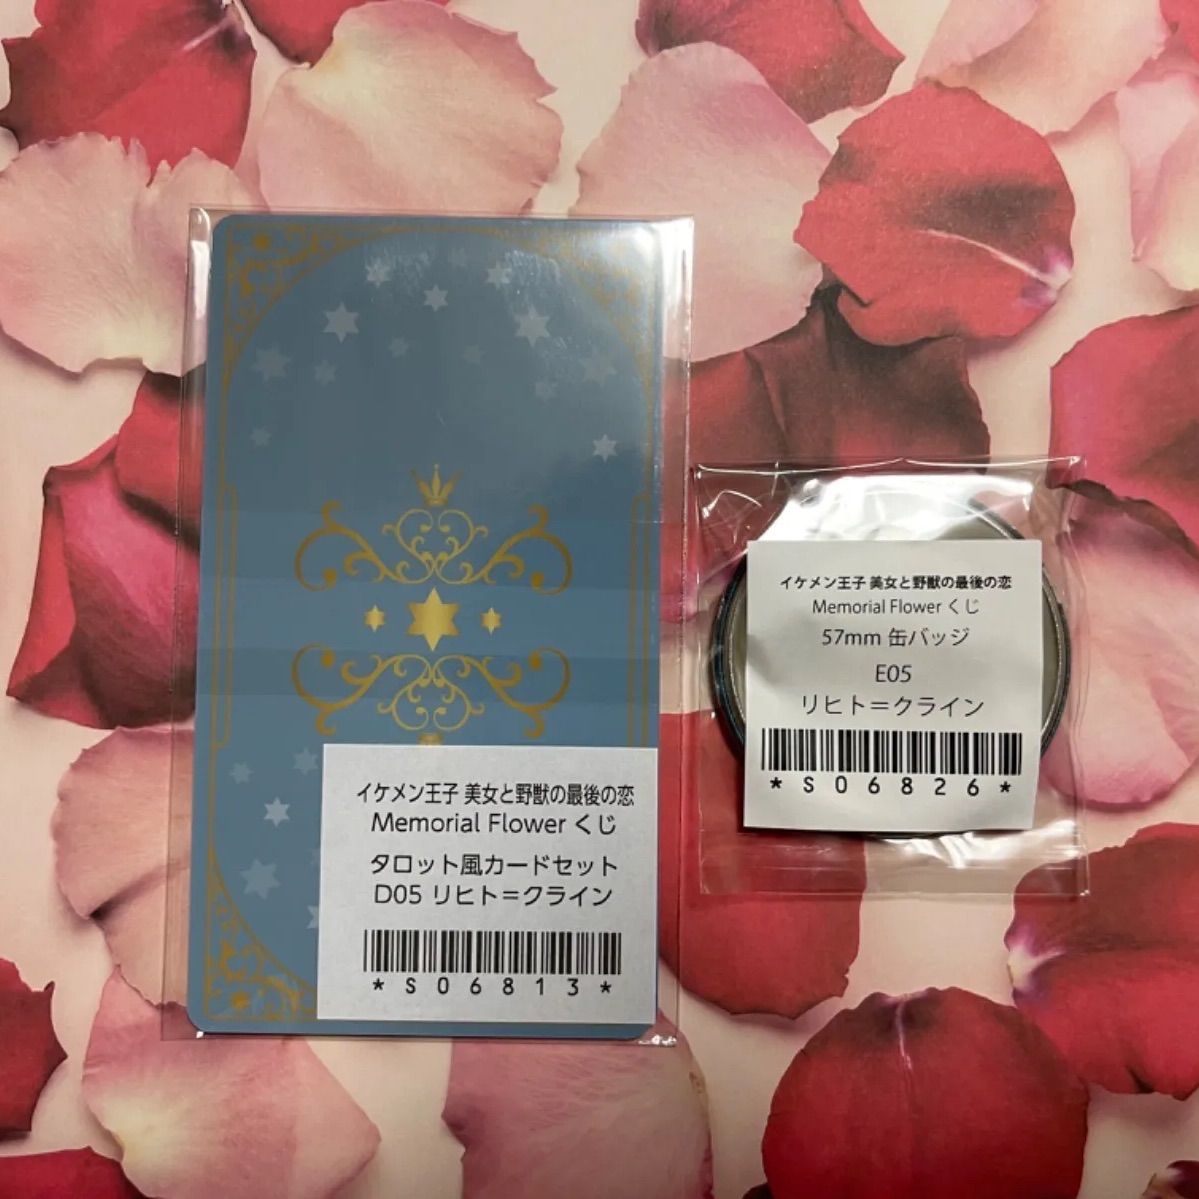 イケメン王子 美女と野獣の最後の恋
Memorial Flower くじ
タロット風カードセット
D05 リヒト＝クライン
*S06813*
イケメン王子 美女と野獣の最後の恋
Memorial Flower くじ
57mm 缶バッジ
E05
リヒト＝クライン
*S06826*